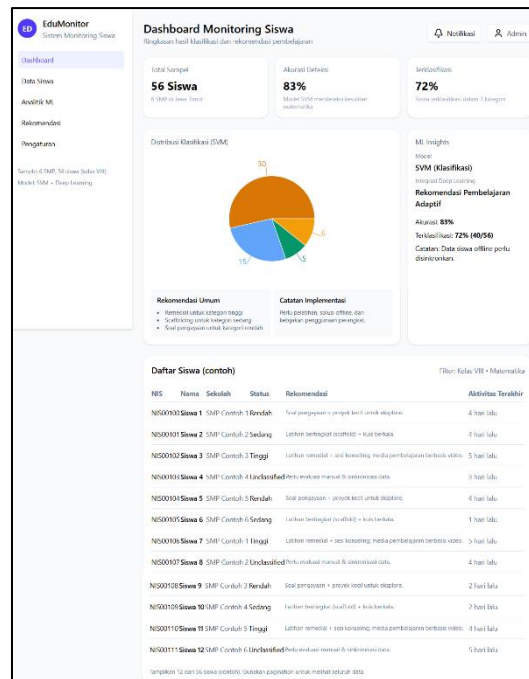 ED
EduMonitor
Sistem Monitoring Siswa
Dashboard
Data Siswa
Analitik ML
Rekomendasi
Pengaturan
Sampel: 6 SMP, 56 siswa (kelas VIII)
Model: SVM + Deep Learning
Dashboard Monitoring Siswa
Ringkasan hasil klasifikasi dan rekomendasi pembelajaran
Notifikasi
Admin
Total Sampel
56 Siswa
6 SMP di Jawa Timur
Akurasi Deteksi
83%
Model SVM mendeteksi kesulitan matematika
Terklasifikasi
72%
Siswa terklasifikasi dalam 3 kategori
Distribusi Klasifikasi (SVM)
30
6
5
15
Rekomendasi Umum
Remedial untuk kategori tinggi
Scaffolding untuk kategori sedang
Soal pengayaan untuk kategori rendah
Catatan Implementasi
Perlu pelatihan, solusi offline, dan
kebijakan penggunaan perangkat.
ML Insights
Model
SVM (Klasifikasi)
Integrasi Deep Learning
Rekomendasi Pembelajaran
Adaptif
Akurasi: 83%
Terklasifikasi: 72% (40/56)
Catatan: Data siswa offline perlu
disinkronkan.
Daftar Siswa (contoh)
Filter: Kelas VIII • Matematika
NIS Nama Sekolah Status Rekomendasi Aktivitas Terakhir
NIS00100 Siswa 1 SMP Contoh 1 Rendah Soal pengayaan + proyek kecil untuk eksplore. 4 hari lalu
NIS00101 Siswa 2 SMP Contoh 2 Sedang Latihan bertingkat (scaffold) + kuis berkala. 4 hari lalu
NIS00102 Siswa 3 SMP Contoh 3 Tinggi Latihan remedial + sesi konseling; media pembelajaran berbasis video. 5 hari lalu
NIS00103 Siswa 4 SMP Contoh 4 Unclassified Perlu evaluasi manual & sinkronisasi data. 3 hari lalu
NIS00104 Siswa 5 SMP Contoh 5 Rendah Soal pengayaan + proyek kecil untuk eksplore. 4 hari lalu
NIS00105 Siswa 6 SMP Contoh 6 Sedang Latihan bertingkat (scaffold) + kuis berkala. 1 hari lalu
NIS00106 Siswa 7 SMP Contoh 1 Tinggi Latihan remedial + sesi konseling; media pembelajaran berbasis video. 5 hari lalu
NIS00107 Siswa 8 SMP Contoh 2 Unclassified Perlu evaluasi manual & sinkronisasi data. 4 hari lalu
NIS00108 Siswa 9 SMP Contoh 3 Rendah Soal pengayaan + proyek kecil untuk eksplore. 2 hari lalu
NIS00109 Siswa 10 SMP Contoh 4 Sedang Latihan bertingkat (scaffold) + kuis berkala. 2 hari lalu
NIS00110 Siswa 11 SMP Contoh 5 Tinggi Latihan remedial + sesi konseling; media pembelajaran berbasis video. 4 hari lalu
NIS00111 Siswa 12 SMP Contoh 6 Unclassified Perlu evaluasi manual & sinkronisasi data. 5 hari lalu
Tampilkan 12 dari 56 siswa (contoh). Gunakan pagination untuk melihat seluruh data.